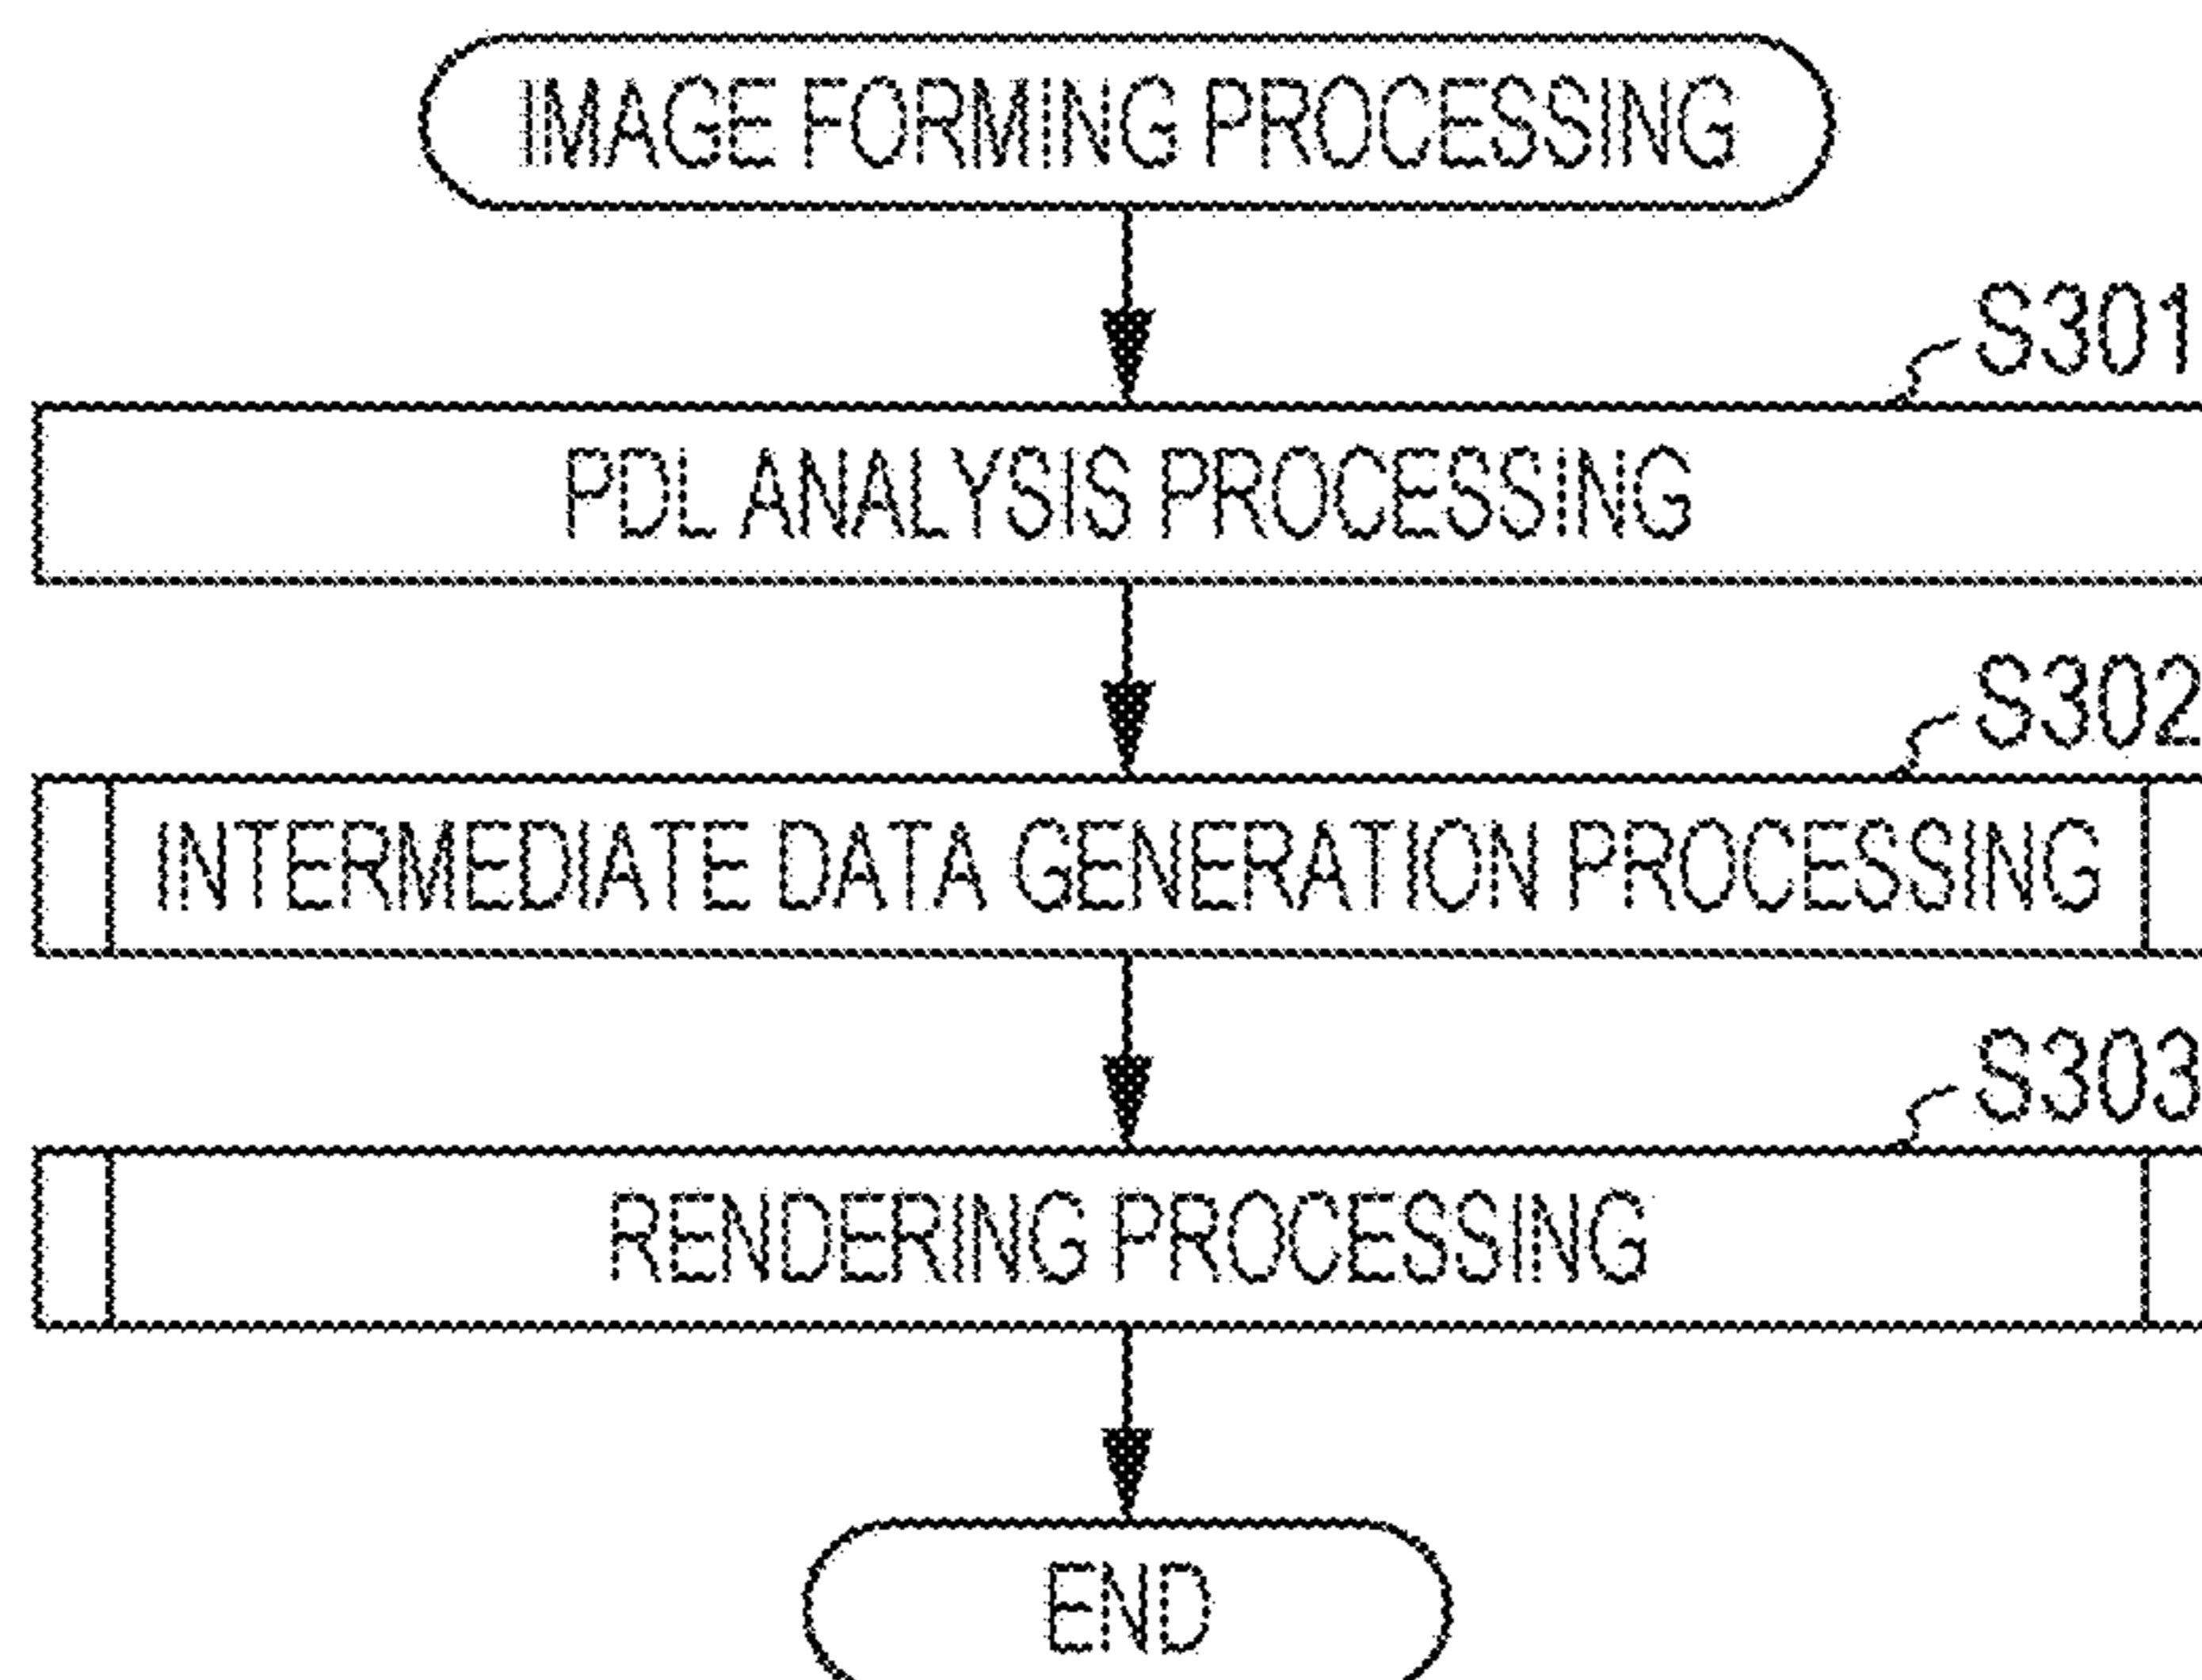 IMAGE FORMING PROCESSING
S301
PDL ANALYSIS PROCESSING
S302
INTERMEDIATE DATA GENERATION PROCESSING
S303
RENDERING PROCESSING
END